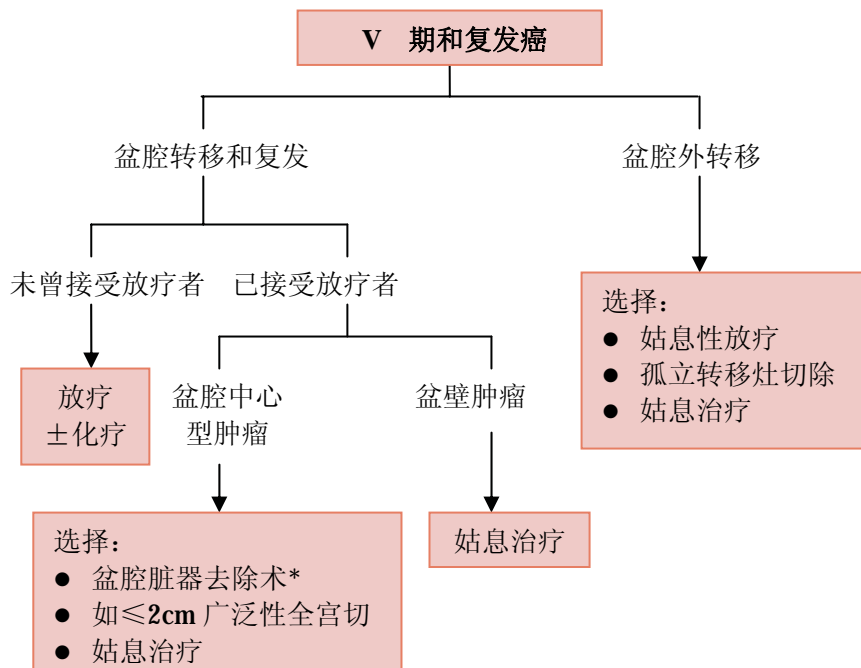 V 期和复发癌
盆腔转移和复发
盆腔外转移
未曾接受放疗者
已接受放疗者
选择：
● 姑息性放疗
● 孤立转移灶切除
● 姑息治疗
放疗
±化疗
盆腔中心
型肿瘤
盆壁肿瘤
姑息治疗
选择：
● 盆腔脏器去除术*
● 如≤2cm 广泛性全宫切
● 姑息治疗